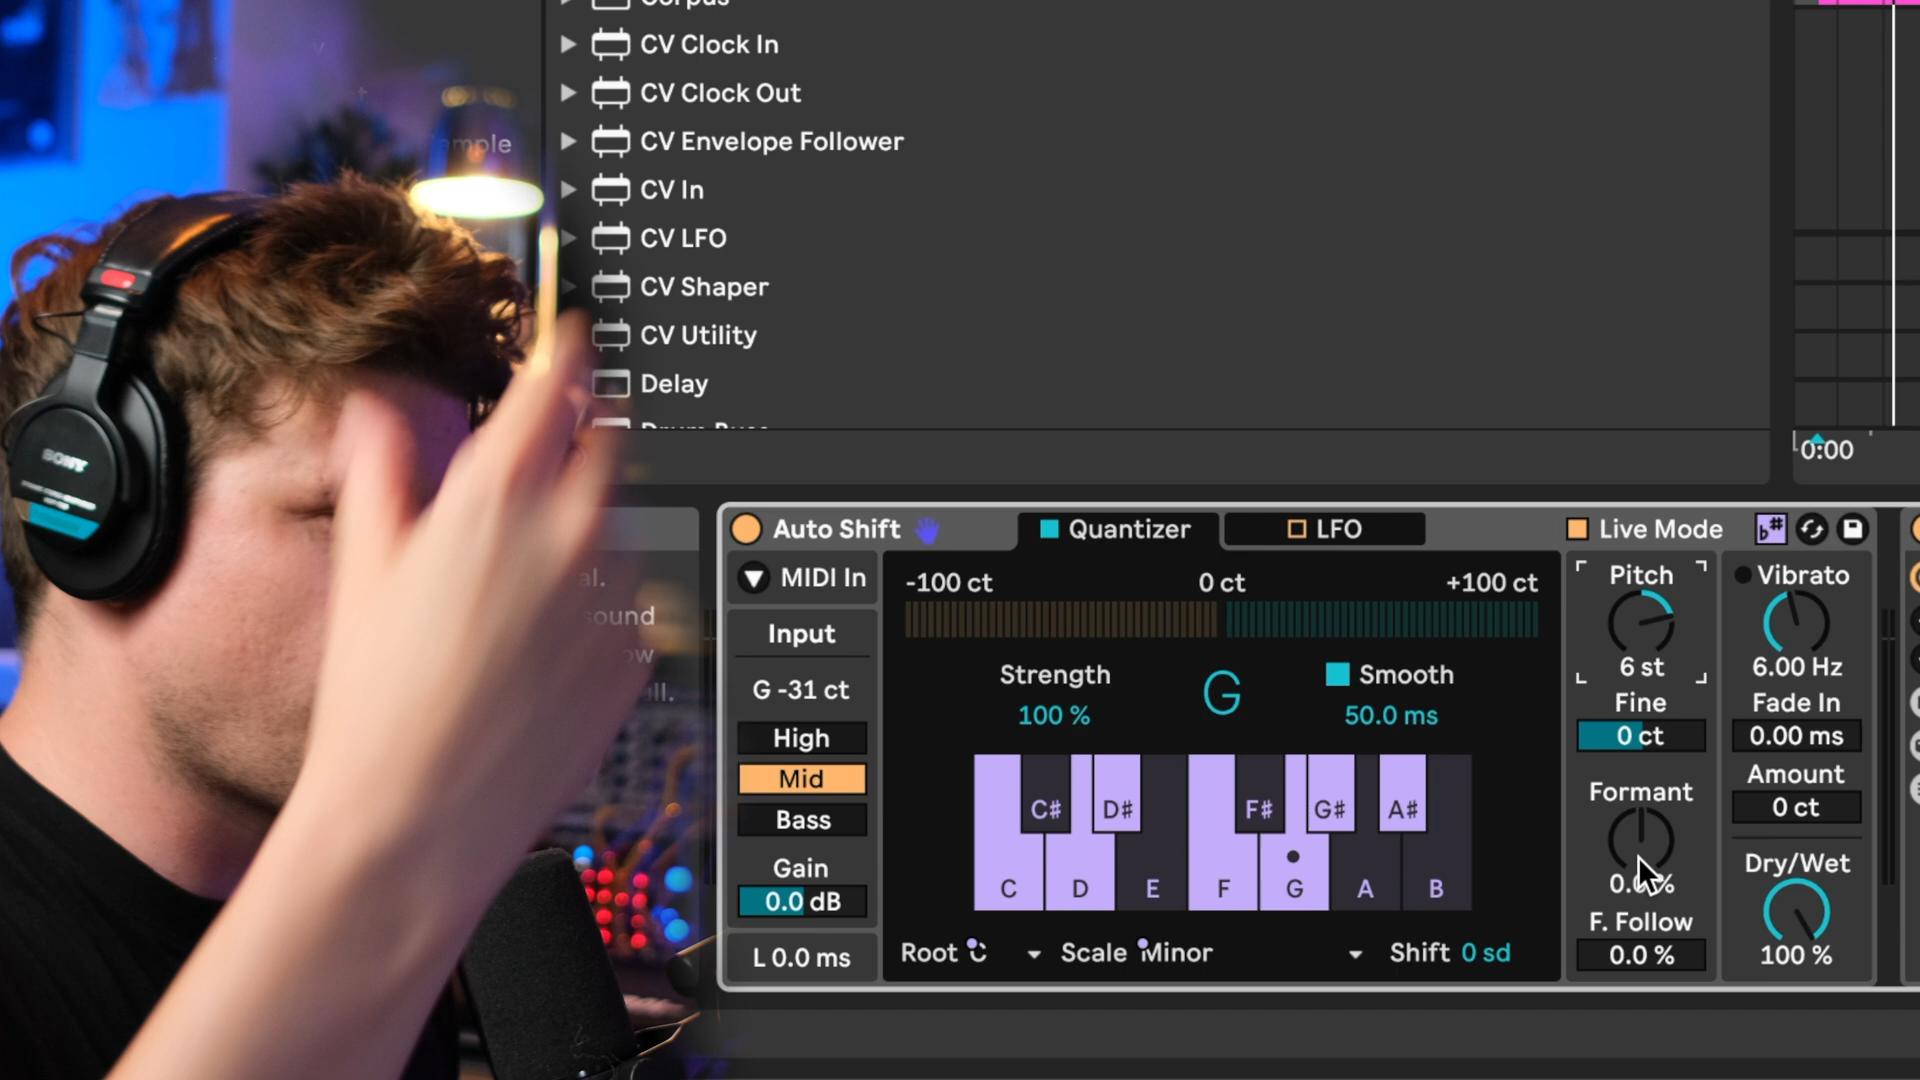 Corpus
CV Clock In
CV Clock Out
CV Envelope Follower
CV In
CV LFO
CV Shaper
CV Utility
Delay
0:00
SONY
Auto Shift
Quantizer
LFO
Live Mode
b#
MIDI In
Input
G -31 ct
High
Mid
Bass
Gain
0.0 dB
L 0.0 ms
-100 ct
0 ct
+100 ct
Strength
100 %
G
Smooth
50.0 ms
C# D# F# G# A#
C D E F G A B
Root C
Scale Minor
Shift 0 sd
Pitch
6 st
Fine
0 ct
Formant
F. Follow
0.0 %
Vibrato
6.00 Hz
Fade In
0.00 ms
Amount
0 ct
Dry/Wet
100 %
sound